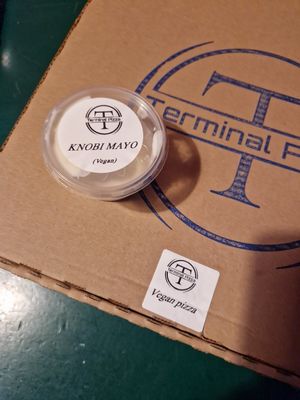 Terminal Pizza
KNOBI MAYO
(Vegan)
T
Terminal P
T
Terminal Pizza
Vegan pizza